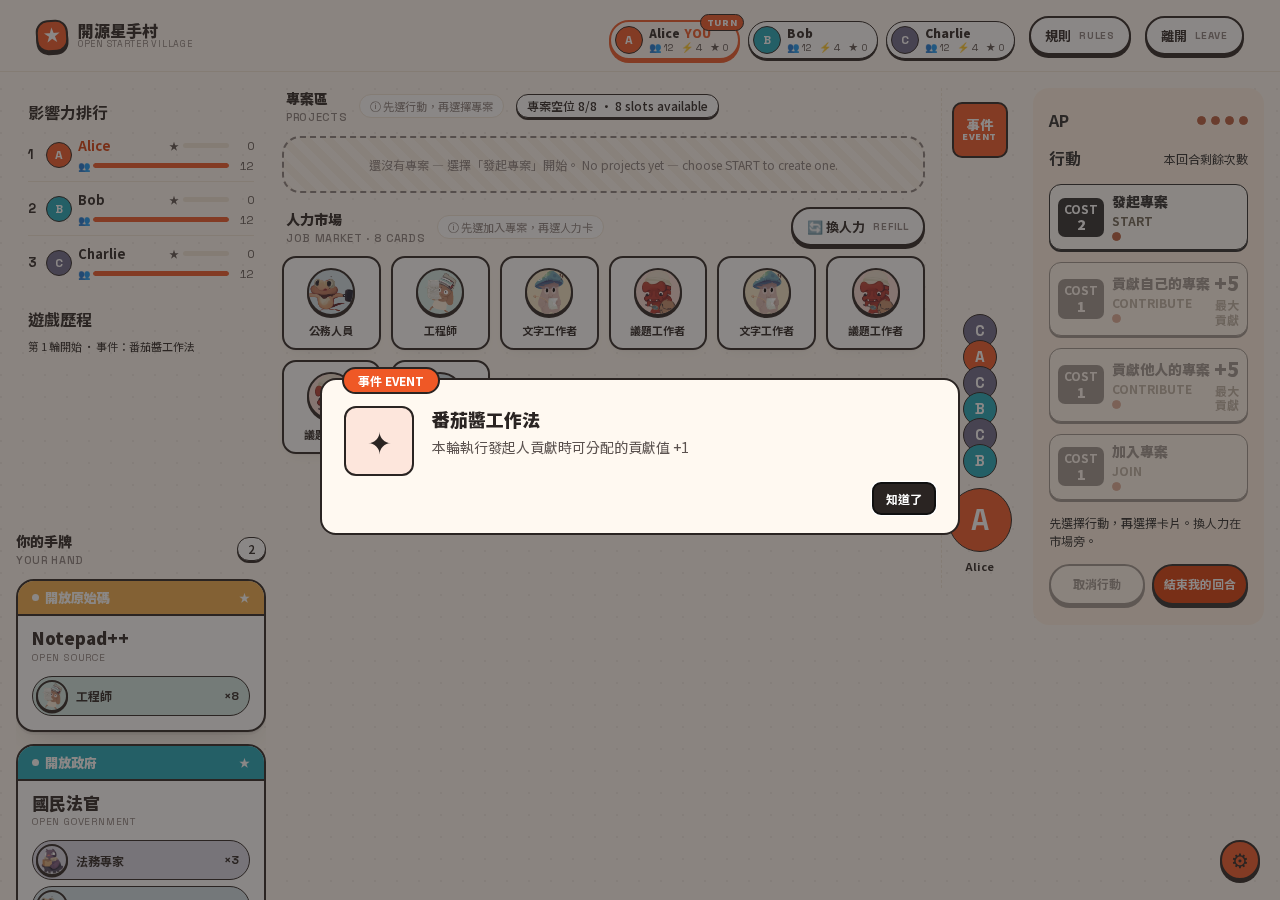 開源星手村
OPEN STARTER VILLAGE
A Alice YOU TURN
👥 12 ⚡ 4 ★ 0
B Bob
👥 12 ⚡ 4 ★ 0
C Charlie
👥 12 ⚡ 4 ★ 0
規則 RULES
離開 LEAVE
影響力排行
1 A Alice ★ 0
👥 12
2 B Bob ★ 0
👥 12
3 C Charlie ★ 0
👥 12
遊戲歷程
第 1 輪開始 · 事件：番茄醬工作法
你的手牌
YOUR HAND
2
開放原始碼 ★
Notepad++
OPEN SOURCE
工程師 ×8
開放政府 ★
國民法官
OPEN GOVERNMENT
法務專家 ×3
專案區
PROJECTS
ⓘ 先選行動，再選擇專案
專案空位 8/8 · 8 slots available
還沒有專案 — 選擇「發起專案」開始。 No projects yet — choose START to create one.
人力市場
JOB MARKET · 8 CARDS
ⓘ 先選加入專案，再選人力卡
🔄 換人力 REFILL
公務人員
工程師
文字工作者
議題工作者
文字工作者
議題工作者
事件 EVENT
✦
番茄醬工作法
本輪執行發起人貢獻時可分配的貢獻值 +1
知道了
事件
EVENT
C
A
C
B
C
B
A
Alice
AP
行動 本回合剩餘次數
COST
2
發起專案
START
COST
1
貢獻自己的專案
CONTRIBUTE
+5
最大
貢獻
COST
1
貢獻他人的專案
CONTRIBUTE
+5
最大
貢獻
COST
1
加入專案
JOIN
先選擇行動，再選擇卡片。換人力在
市場旁。
取消行動
結束我的回合